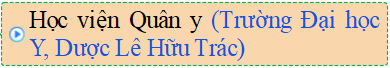 Học viện Quân y (Trường Đại học
Y, Dược Lê Hữu Trác)